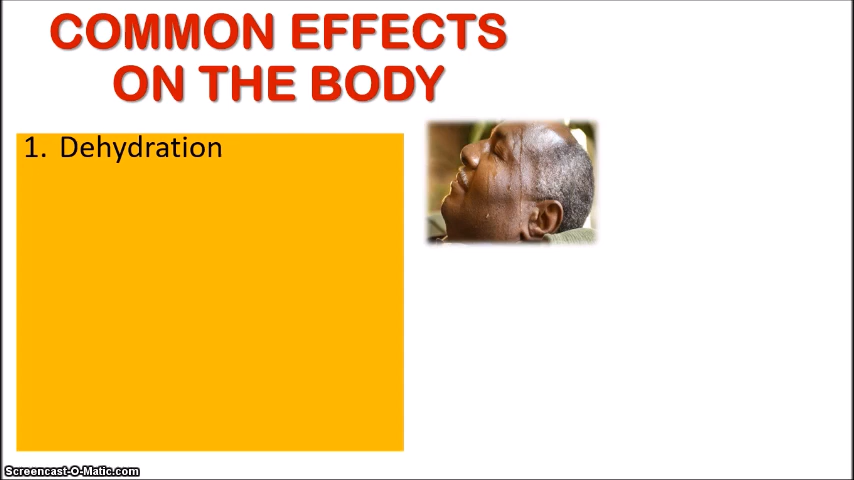 COMMON EFFECTS
ON THE BODY
1. Dehydration
Screencast-O-Matic.com